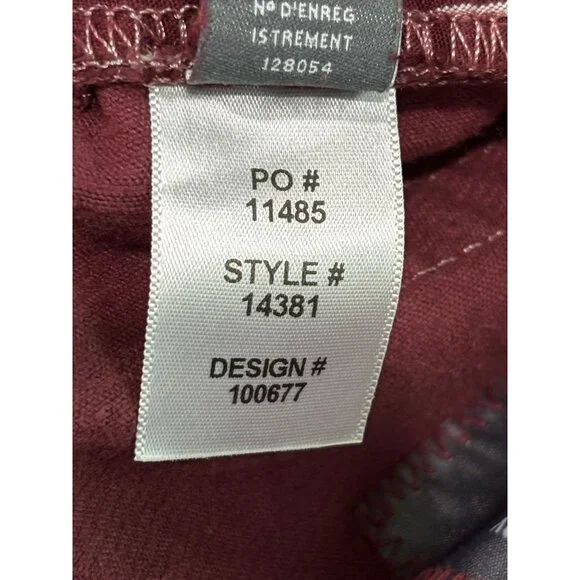 Nº D'ENREG
ISTREMENT
128054
PO #
11485
STYLE #
14381
DESIGN #
100677